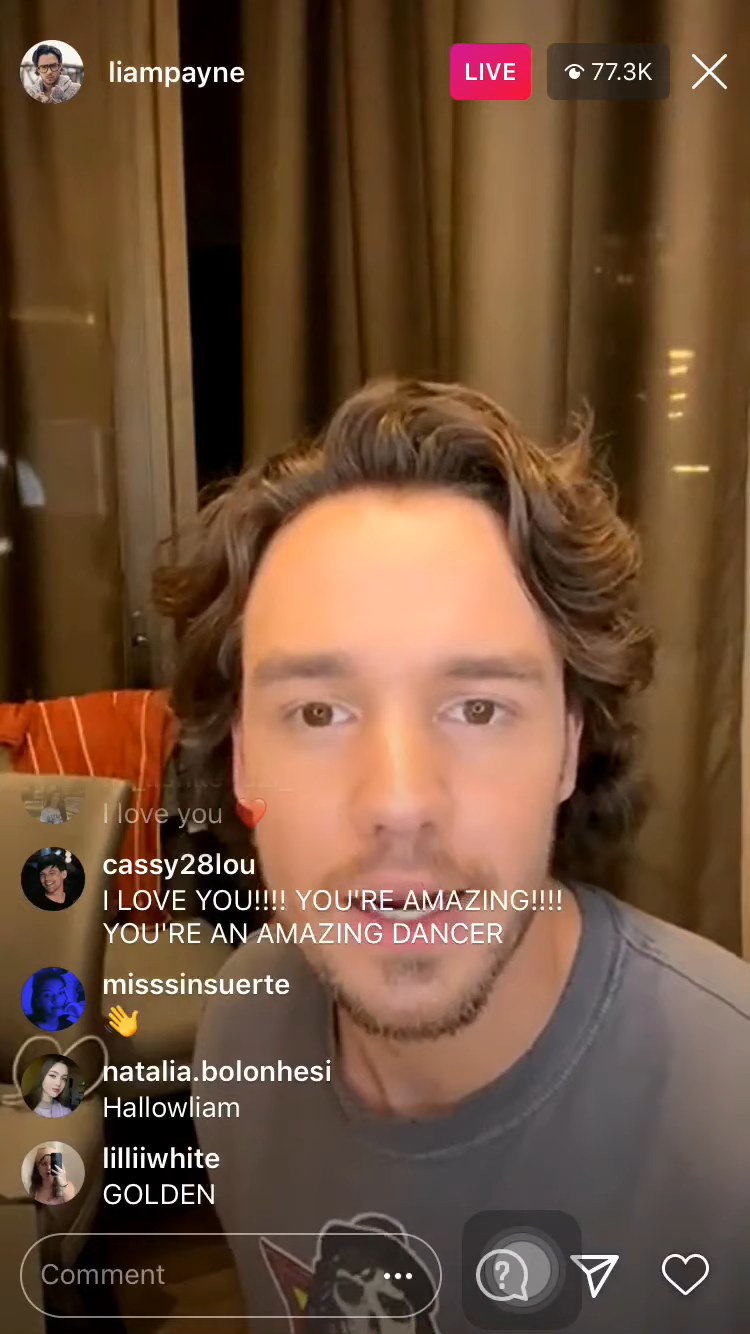 liampayne
LIVE
77.3K
I love you ❤️
cassy28lou
I LOVE YOU!!!! YOU'RE AMAZING!!!!
YOU'RE AN AMAZING DANCER
misssinsuerte
👋
natalia.bolonhesi
Hallowliam
lilliiwhite
GOLDEN
Comment